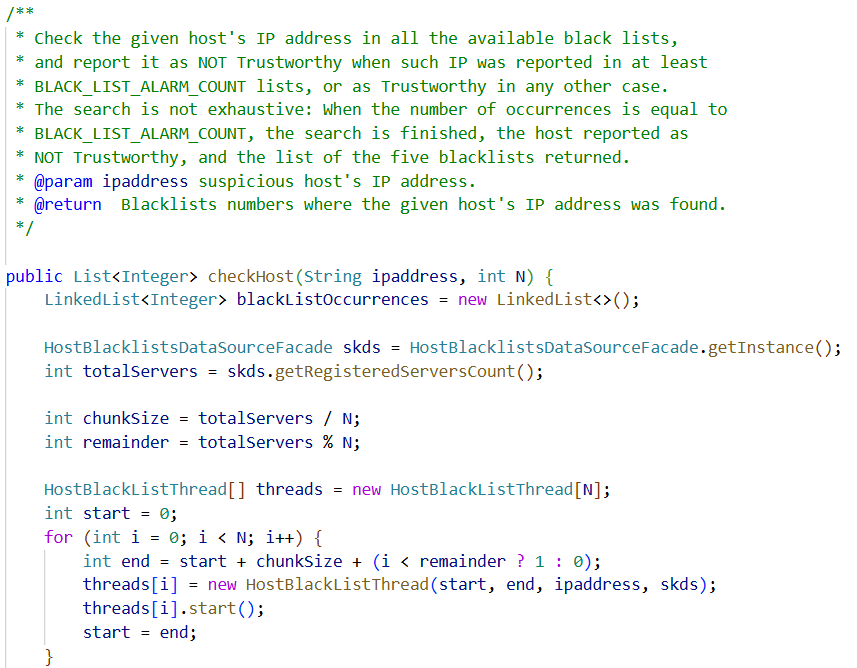 /**
 * Check the given host's IP address in all the available black lists,
 * and report it as NOT Trustworthy when such IP was reported in at least
 * BLACK_LIST_ALARM_COUNT lists, or as Trustworthy in any other case.
 * The search is not exhaustive: When the number of occurrences is equal to
 * BLACK_LIST_ALARM_COUNT, the search is finished, the host reported as
 * NOT Trustworthy, and the list of the five blacklists returned.
 * @param ipaddress suspicious host's IP address.
 * @return  Blacklists numbers where the given host's IP address was found.
 */

public List<Integer> checkHost(String ipaddress, int N) {
    LinkedList<Integer> blackListOccurrences = new LinkedList<>();

    HostBlacklistsDataSourceFacade skds = HostBlacklistsDataSourceFacade.getInstance();
    int totalServers = skds.getRegisteredServersCount();

    int chunkSize = totalServers / N;
    int remainder = totalServers % N;

    HostBlackListThread[] threads = new HostBlackListThread[N];
    int start = 0;
    for (int i = 0; i < N; i++) {
        int end = start + chunkSize + (i < remainder ? 1 : 0);
        threads[i] = new HostBlackListThread(start, end, ipaddress, skds);
        threads[i].start();
        start = end;
    }